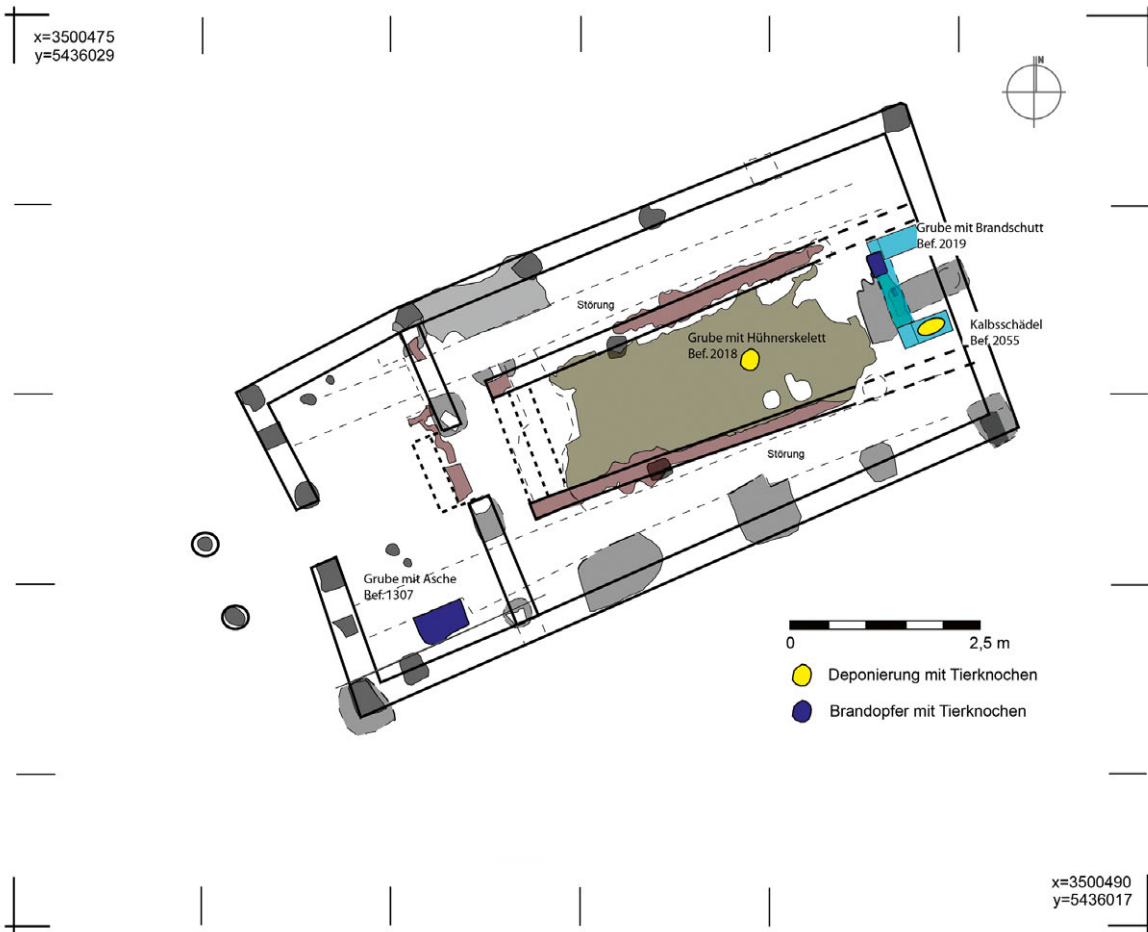 x=3500475
y=5436029
N
Grube mit Brandschutt
Bef. 2019
Störung
Kalbsschädel
Bef. 2055
Grube mit Hühnerskelett
Bef. 2018
Störung
Grube mit Asche
Bef. 1307
0 2,5 m
Deponierung mit Tierknochen
Brandopfer mit Tierknochen
x=3500490
y=5436017